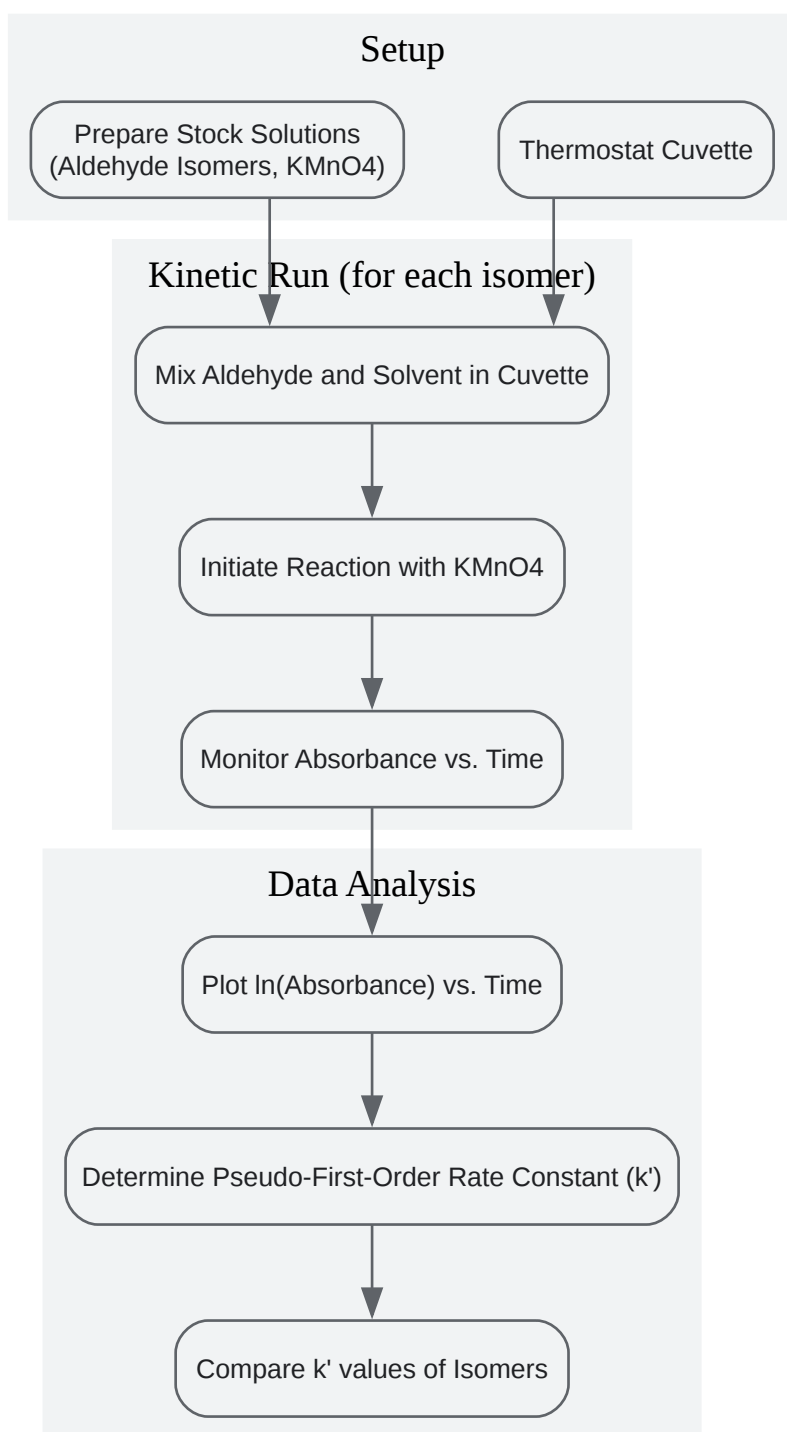 Setup
Prepare Stock Solutions
(Aldehyde Isomers, KMnO4)
Thermostat Cuvette
Kinetic Run (for each isomer)
Mix Aldehyde and Solvent in Cuvette
Initiate Reaction with KMnO4
Monitor Absorbance vs. Time
Data Analysis
Plot ln(Absorbance) vs. Time
Determine Pseudo-First-Order Rate Constant (k')
Compare k' values of Isomers